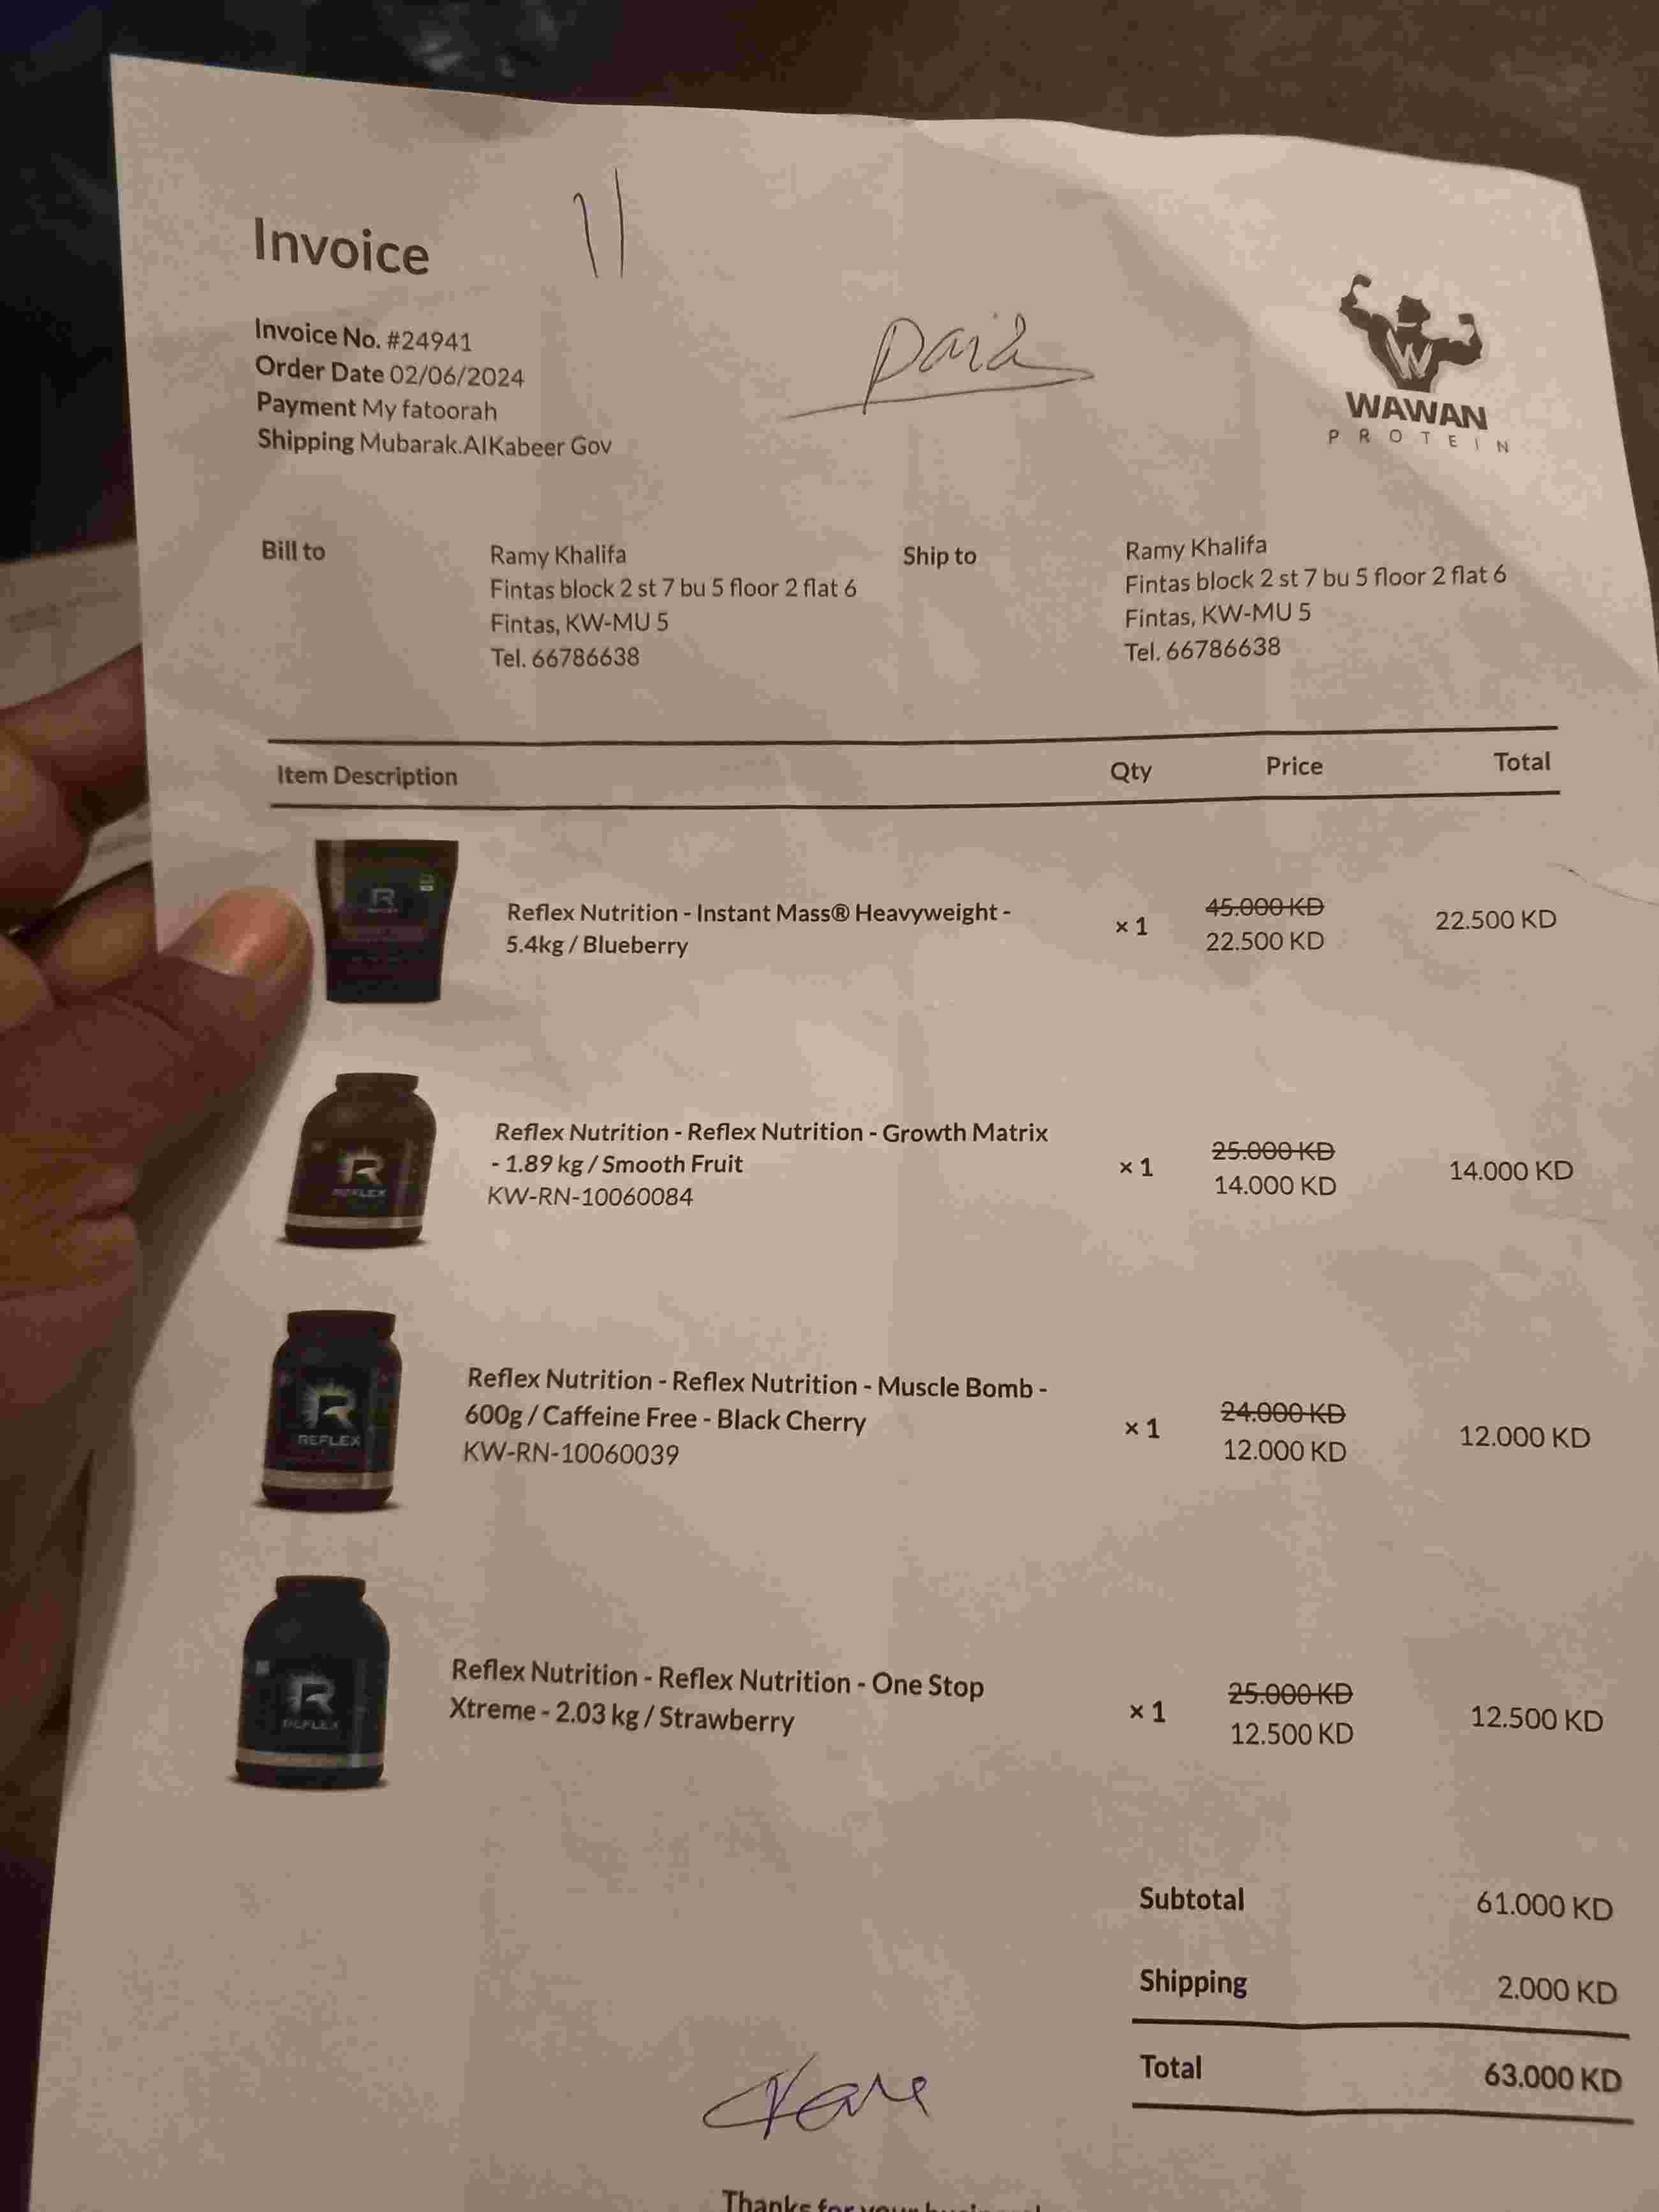 Invoice
11
Invoice No. #24941
Order Date 02/06/2024
Payment My fatoorah
Shipping Mubarak.AlKabeer Gov
paid
W
WAWAN
PROTEIN
Bill to
Ramy Khalifa
Fintas block 2 st 7 bu 5 floor 2 flat 6
Fintas, KW-MU 5
Tel. 66786638
Ship to
Ramy Khalifa
Fintas block 2 st 7 bu 5 floor 2 flat 6
Fintas, KW-MU 5
Tel. 66786638
Item Description Qty Price Total
R
Reflex Nutrition - Instant Mass® Heavyweight -
5.4kg / Blueberry
× 1
45.000 KD
22.500 KD
22.500 KD
R
REFLEX
Reflex Nutrition - Reflex Nutrition - Growth Matrix
- 1.89 kg / Smooth Fruit
KW-RN-10060084
× 1
25.000 KD
14.000 KD
14.000 KD
R
REFLEX
Reflex Nutrition - Reflex Nutrition - Muscle Bomb -
600g / Caffeine Free - Black Cherry
KW-RN-10060039
× 1
24.000 KD
12.000 KD
12.000 KD
R
REFLEX
Reflex Nutrition - Reflex Nutrition - One Stop
Xtreme - 2.03 kg / Strawberry
× 1
25.000 KD
12.500 KD
12.500 KD
Subtotal 61.000 KD
Shipping 2.000 KD
Total 63.000 KD
Thanks for your business!